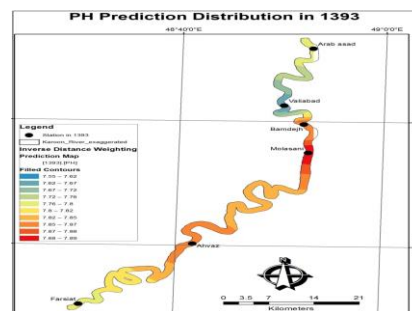 PH Prediction Distribution in 1393
48°40'0"E
49°0'0"E
Arab asad
Valiabad
Bamdejh
Molasani
Ahvaz
Farsiat
Legend
Station in 1393
Karoon_River_exaggerated
Inverse Distance Weighting
Prediction Map
[1393].[PH]
Filled Contours
7.55 – 7.62
7.62 – 7.67
7.67 – 7.72
7.72 – 7.76
7.76 – 7.8
7.8 – 7.82
7.82 – 7.85
7.85 – 7.87
7.87 – 7.88
7.88 – 7.89
0 3.5 7 14 21
Kilometers